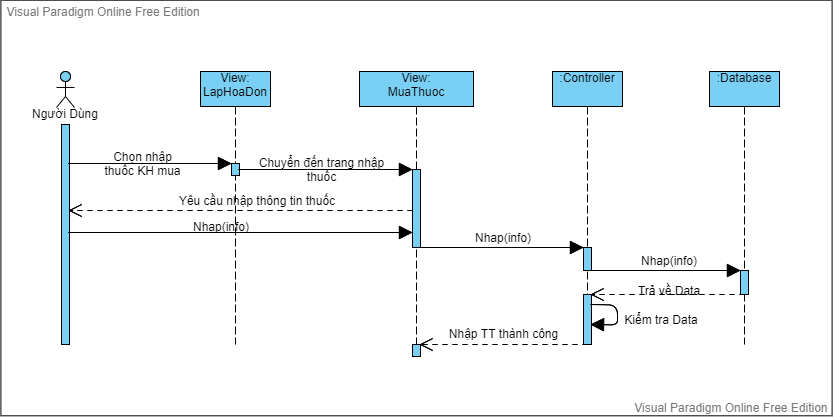 Visual Paradigm Online Free Edition
View:
LapHoaDon
View:
MuaThuoc
:Controller
:Database
Người Dùng
Chọn nhập
thuốc KH mua
Chuyển đến trang nhập
thuốc
Yêu cầu nhập thông tin thuốc
Nhap(info)
Nhap(info)
Nhap(info)
Trả về Data
Kiểm tra Data
Nhập TT thành công
Visual Paradigm Online Free Edition